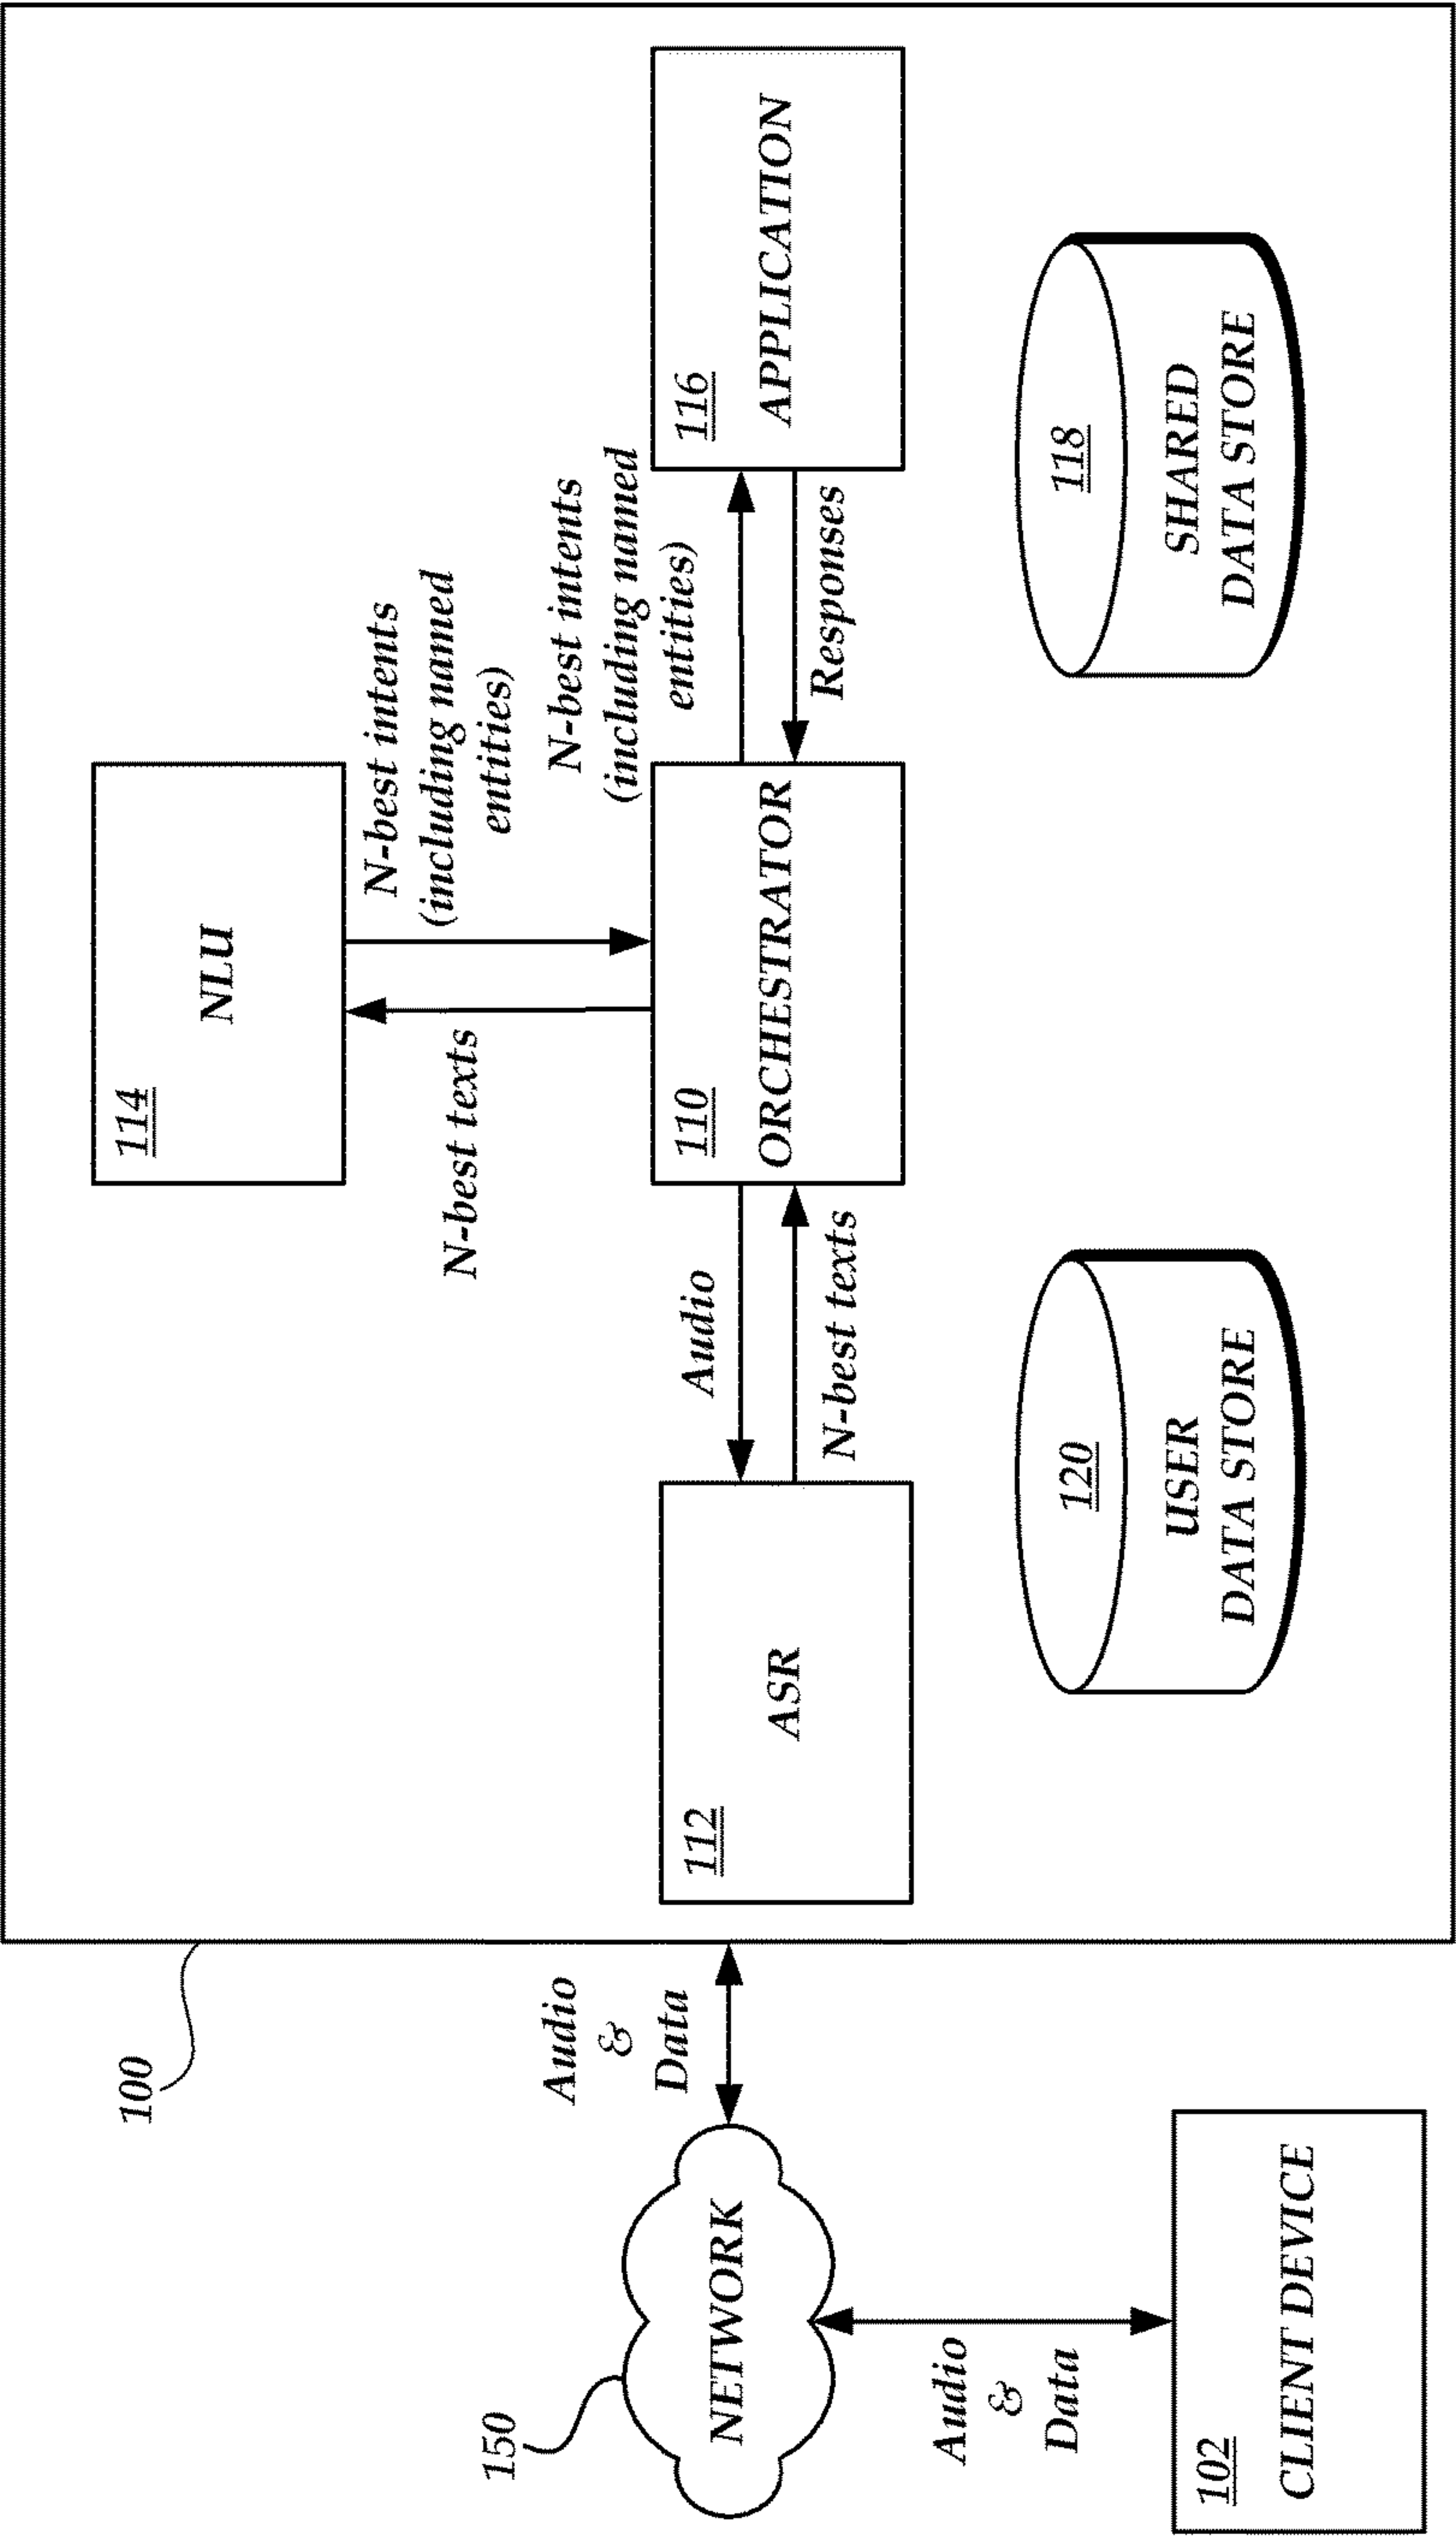 100
114
NLU
N-best intents
(including named
entities)
N-best texts
N-best intents
(including named
entities)
150
NETWORK
Audio
&
Data
112
ASR
Audio
N-best texts
110
ORCHESTRATOR
Responses
116
APPLICATION
Audio
&
Data
102
CLIENT DEVICE
120
USER
DATA STORE
118
SHARED
DATA STORE